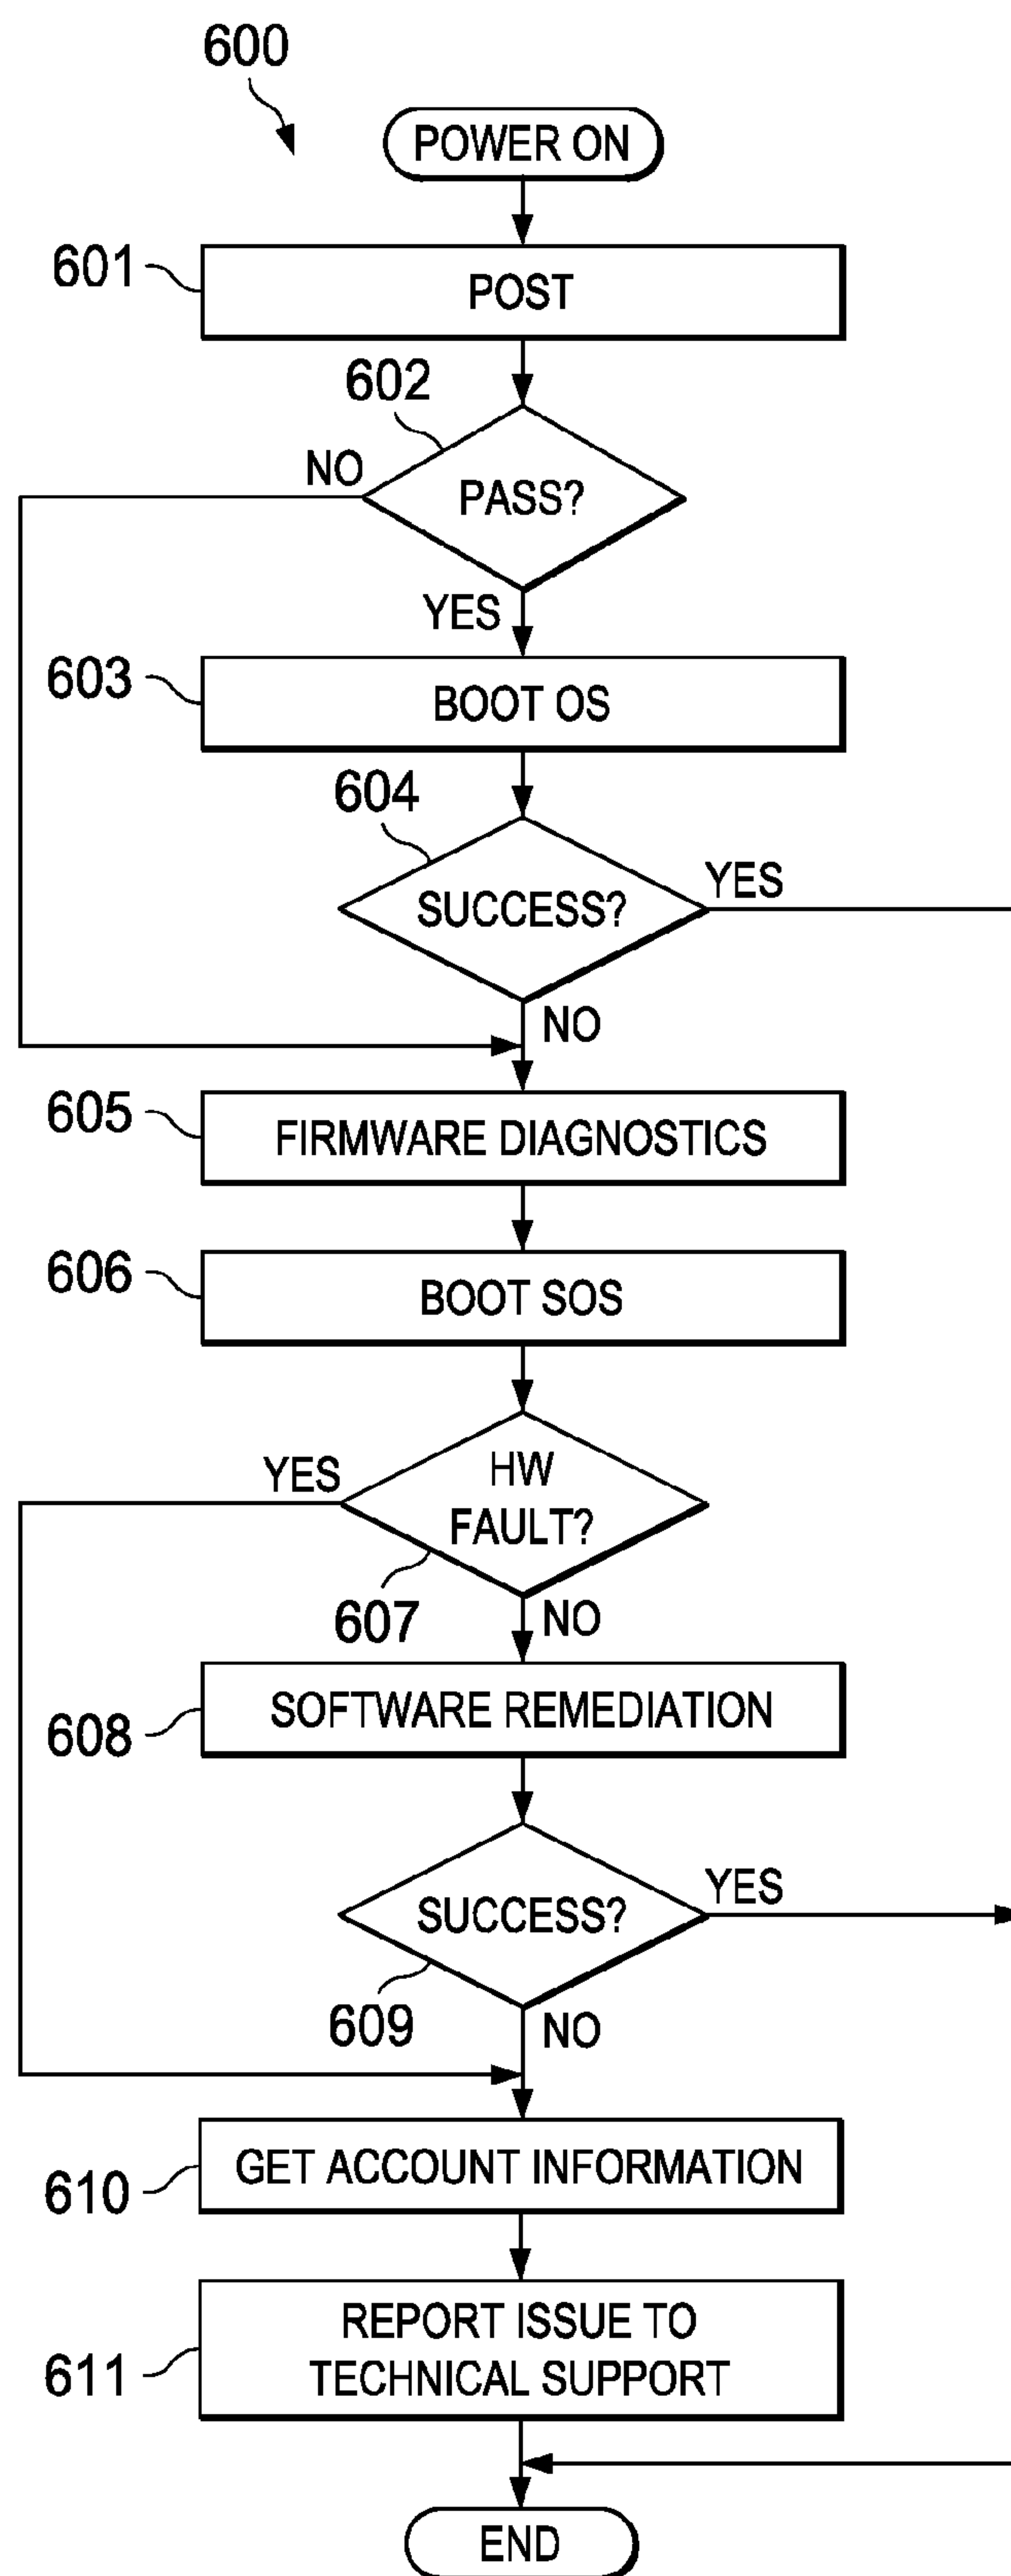 600
POWER ON
601
POST
602
NO
PASS?
YES
603
BOOT OS
604
SUCCESS?
YES
NO
605
FIRMWARE DIAGNOSTICS
606
BOOT SOS
YES
HW
FAULT?
607
NO
608
SOFTWARE REMEDIATION
SUCCESS?
YES
609
NO
610
GET ACCOUNT INFORMATION
611
REPORT ISSUE TO
TECHNICAL SUPPORT
END